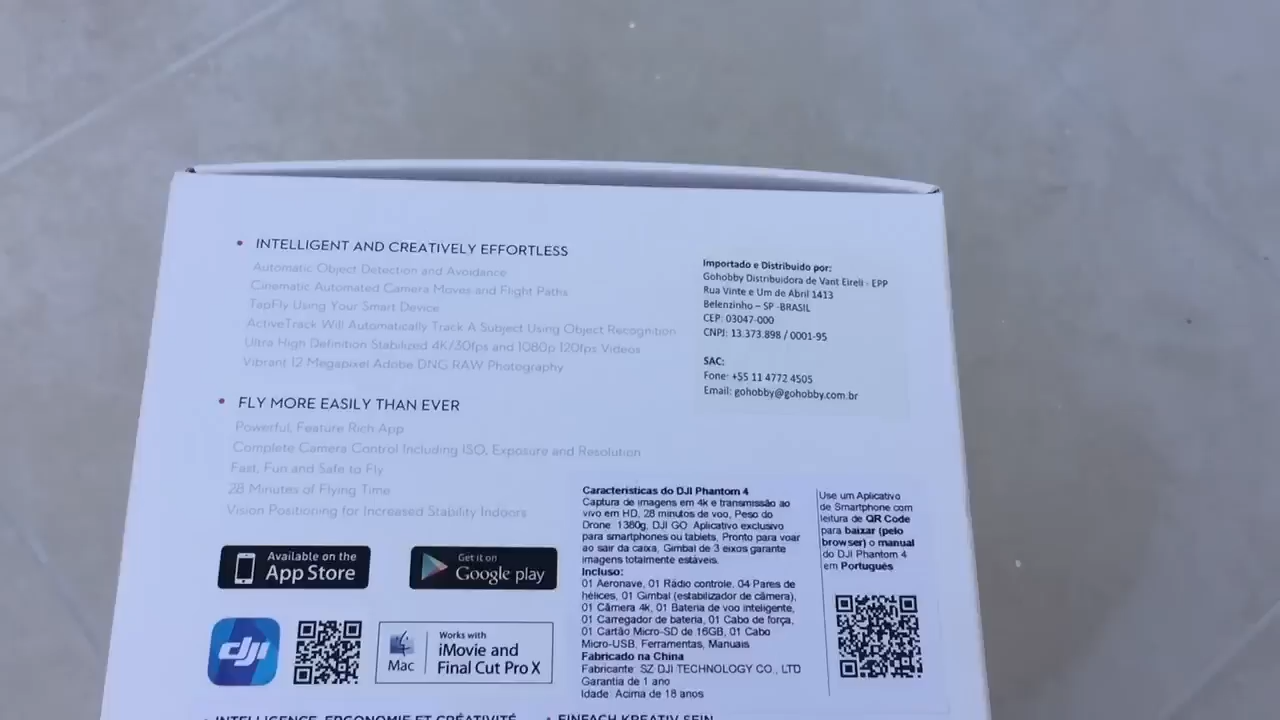 INTELLIGENT AND CREATIVELY EFFORTLESS
Automatic Object Detection and Avoidance
Cinematic Automated Camera Moves and Flight Paths
TapFly Using Your Smart Device
ActiveTrack Will Automatically Track A Subject Using Object Recognition
Ultra High Definition Stabilized 4K/30fps and 1080p 120fps Videos
Vibrant 12 Megapixel Adobe DNG RAW Photography
FLY MORE EASILY THAN EVER
Powerful, Feature Rich App
Complete Camera Control Including ISO, Exposure and Resolution
Fast, Fun and Safe to Fly
28 Minutes of Flying Time
Vision Positioning for Increased Stability Indoors
Available on the
App Store
Get it on
Google play
dji
Mac
Works with
iMovie and
Final Cut Pro X
Importado e Distribuido por:
Gohobby Distribuidora de Vant Eireli - EPP
Rua Vinte e Um de Abril 1413
Belenzinho – SP -BRASIL
CEP: 03047-000
CNPJ: 13.373.898 / 0001-95
SAC:
Fone: +55 11 4772 4505
Email: gohobby@gohobby.com.br
Características do DJI Phantom 4
Captura de imagens em 4k e transmissão ao
vivo em HD, 28 minutos de voo, Peso do
Drone 1380g, DJI GO Aplicativo exclusivo
para smartphones ou tablets, Pronto para voar
ao sair da caixa, Gimbal de 3 eixos garante
imagens totalmente estáveis.
Incluso:
01 Aeronave, 01 Rádio controle, 04 Pares de
hélices, 01 Gimbal (estabilizador de câmera),
01 Câmera 4k, 01 Bateria de voo inteligente,
01 Carregador de bateria, 01 Cabo de força,
01 Cartão Micro-SD de 16GB, 01 Cabo
Micro-USB, Ferramentas, Manuais
Fabricado na China
Fabricante: SZ DJI TECHNOLOGY CO., LTD
Garantia de 1 ano
Idade: Acima de 18 anos
Use um Aplicativo
de Smartphone com
leitura de QR Code
para baixar (pelo
browser) o manual
do DJI Phantom 4
em Português
INTELLIGENCE, ERGONOMIE ET CRÉATIVITÉ
EINFACH KREATIV SEIN